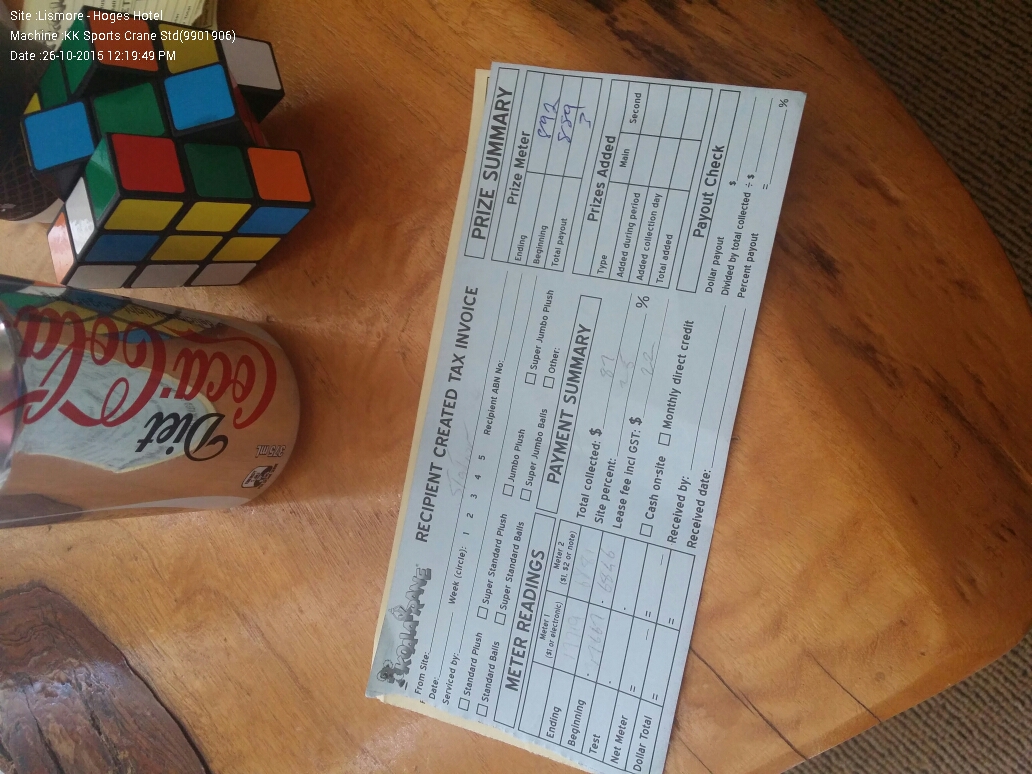 Site :Lismore - Hoges Hotel
Machine :KK Sports Crane Std(9901906)
Date :26-10-2015 12:19:49 PM
Diet
Coca-Cola
375mL
RECIPIENT CREATED TAX INVOICE
From Site:
Date:
Week (circle): 1 2 3 4 5
Recipient ABN No:
Serviced by:
Standard Plush
Super Standard Plush
Jumbo Plush
Super Jumbo Plush
Standard Balls
Super Standard Balls
Super Jumbo Balls
Other:
METER READINGS
Meter 1
($1 or electronic)
Meter 2
($1, $2 or note)
Ending
Beginning
Test
Net Meter
Dollar Total
PAYMENT SUMMARY
Total collected: $ 87
Site percent:
Lease fee incl GST: $ %
Cash on-site
Monthly direct credit
Received by:
Received date:
PRIZE SUMMARY
Prize Meter
Ending 892
Beginning 889
Total payout 3
Prizes Added
Type Main Second
Added during period
Added collection day
Total added
Payout Check
Dollar payout $
Divided by total collected ÷ $
Percent payout = %